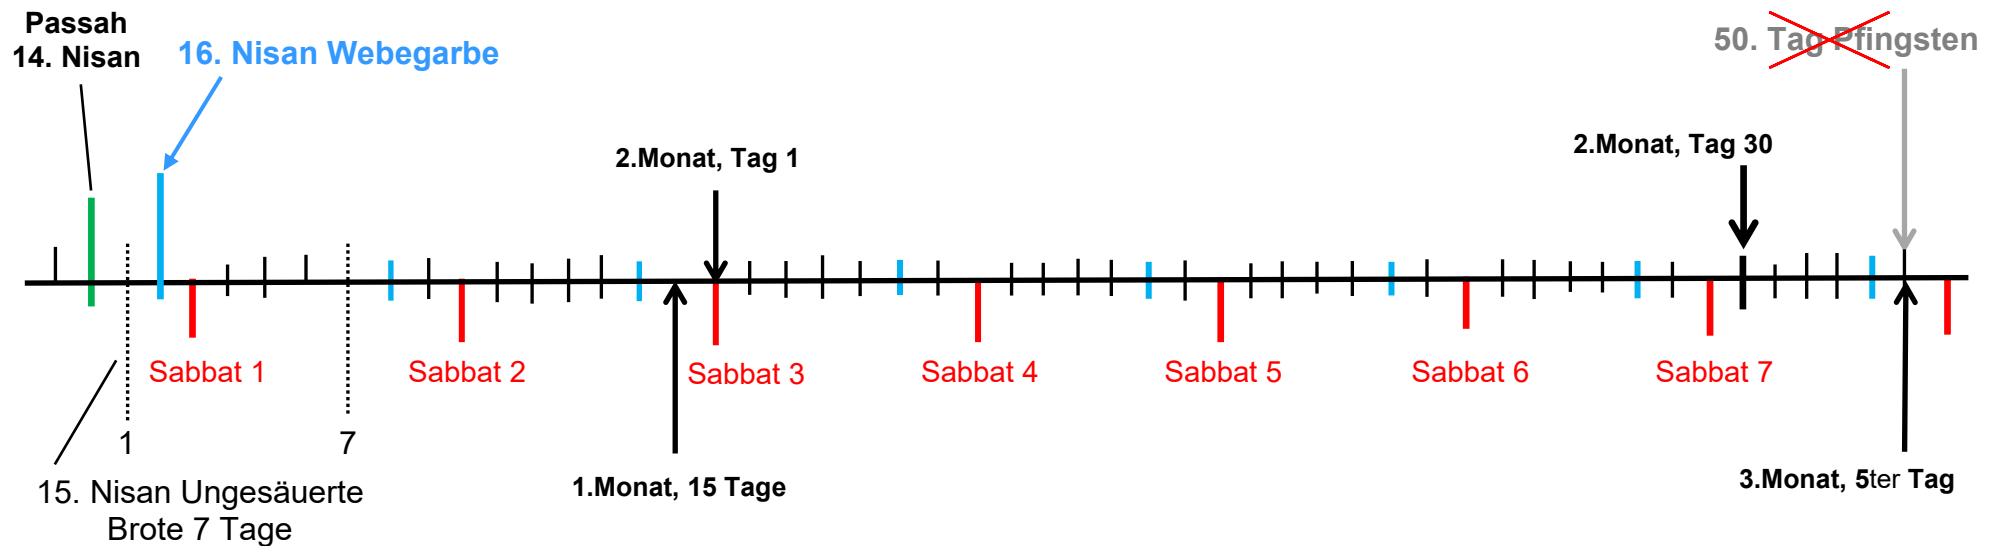 Passah
14. Nisan
16. Nisan Webegarbe
50. Tag Pfingsten
2.Monat, Tag 1
2.Monat, Tag 30
Sabbat 1
Sabbat 2
Sabbat 3
Sabbat 4
Sabbat 5
Sabbat 6
Sabbat 7
1
7
15. Nisan Ungesäuerte
Brote 7 Tage
1.Monat, 15 Tage
3.Monat, 5ter Tag